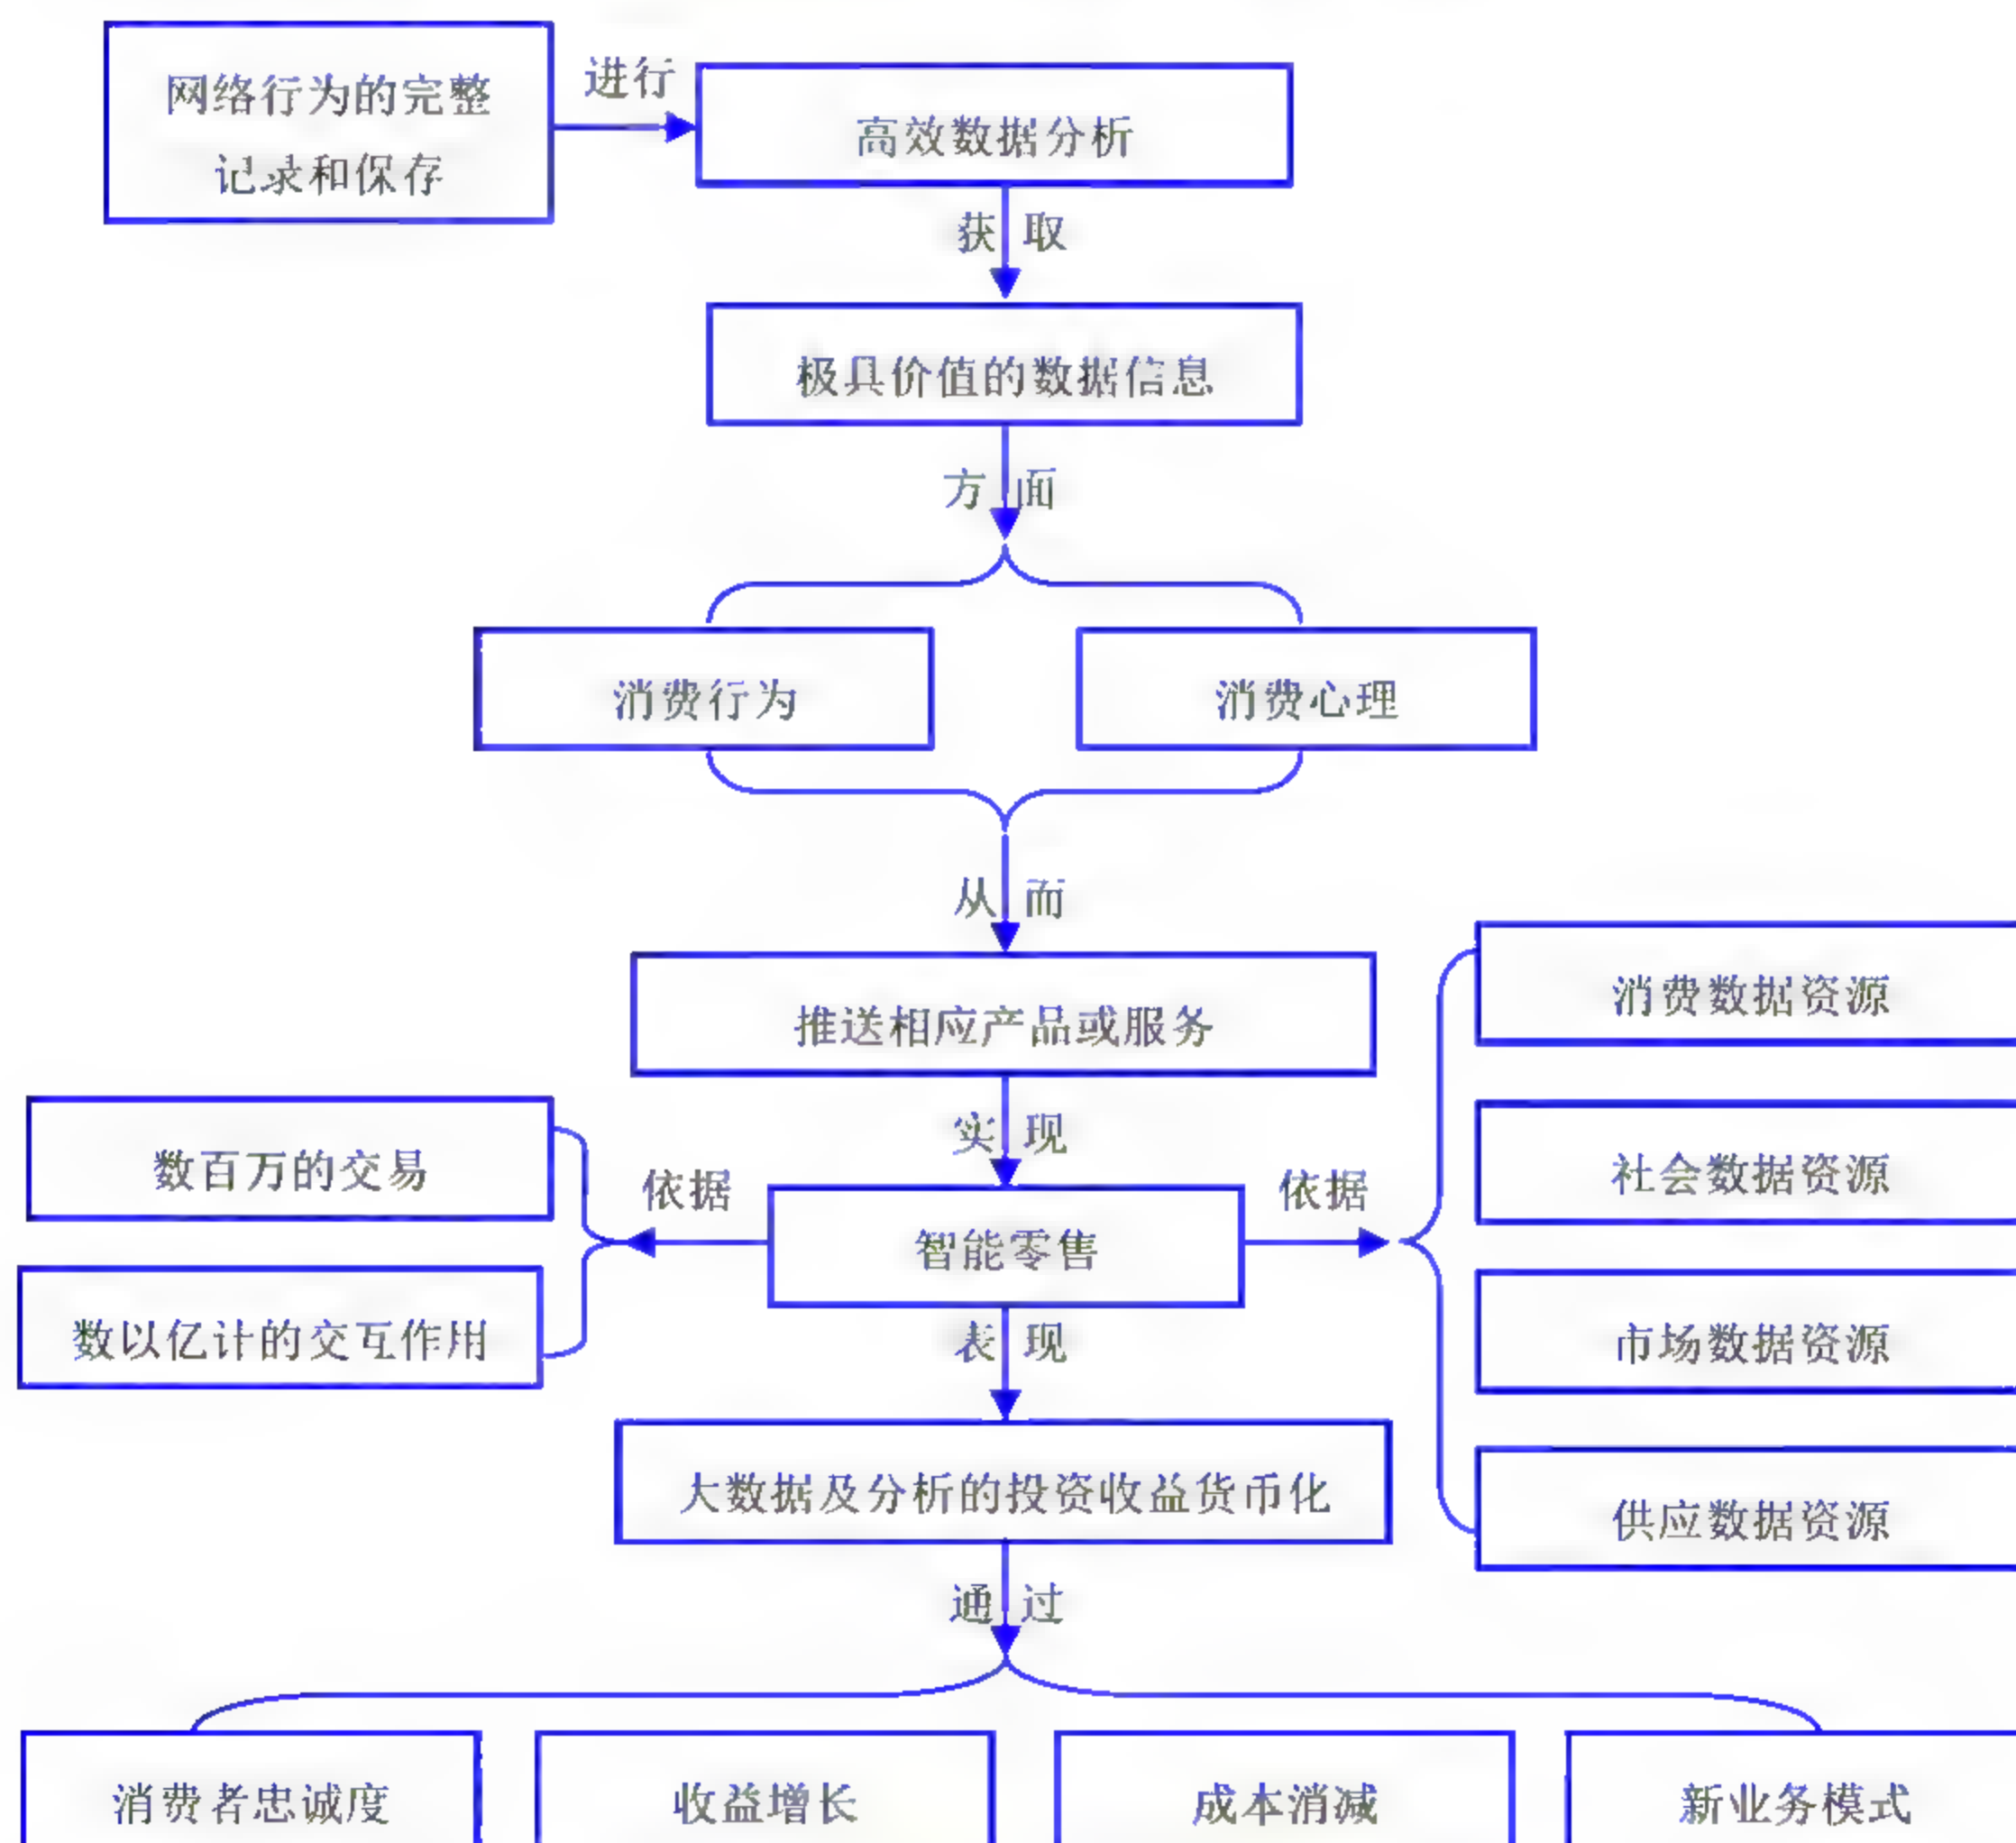 网络行为的完整
记录和保存
进行
高效数据分析
获取
极具价值的数据信息
方面
消费行为
消费心理
从而
推送相应产品或服务
实现
数百万的交易
数以亿计的交互作用
依据
智能零售
依据
消费数据资源
社会数据资源
市场数据资源
供应数据资源
表现
大数据及分析的投资收益货币化
通过
消费者忠诚度
收益增长
成本消减
新业务模式